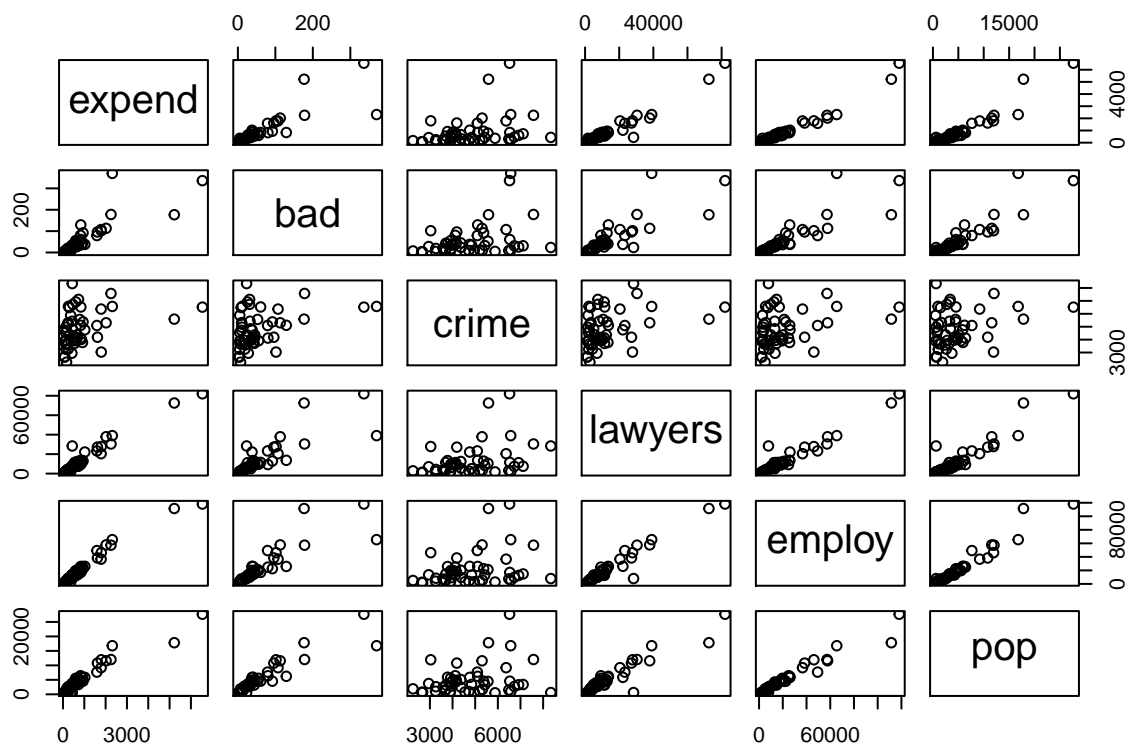 0 200 0 40000 0 15000
expend 0 4000
0 200 bad
crime 3000
0 60000 lawyers
employ 0 80000
0 20000 pop
0 3000 3000 6000 0 60000